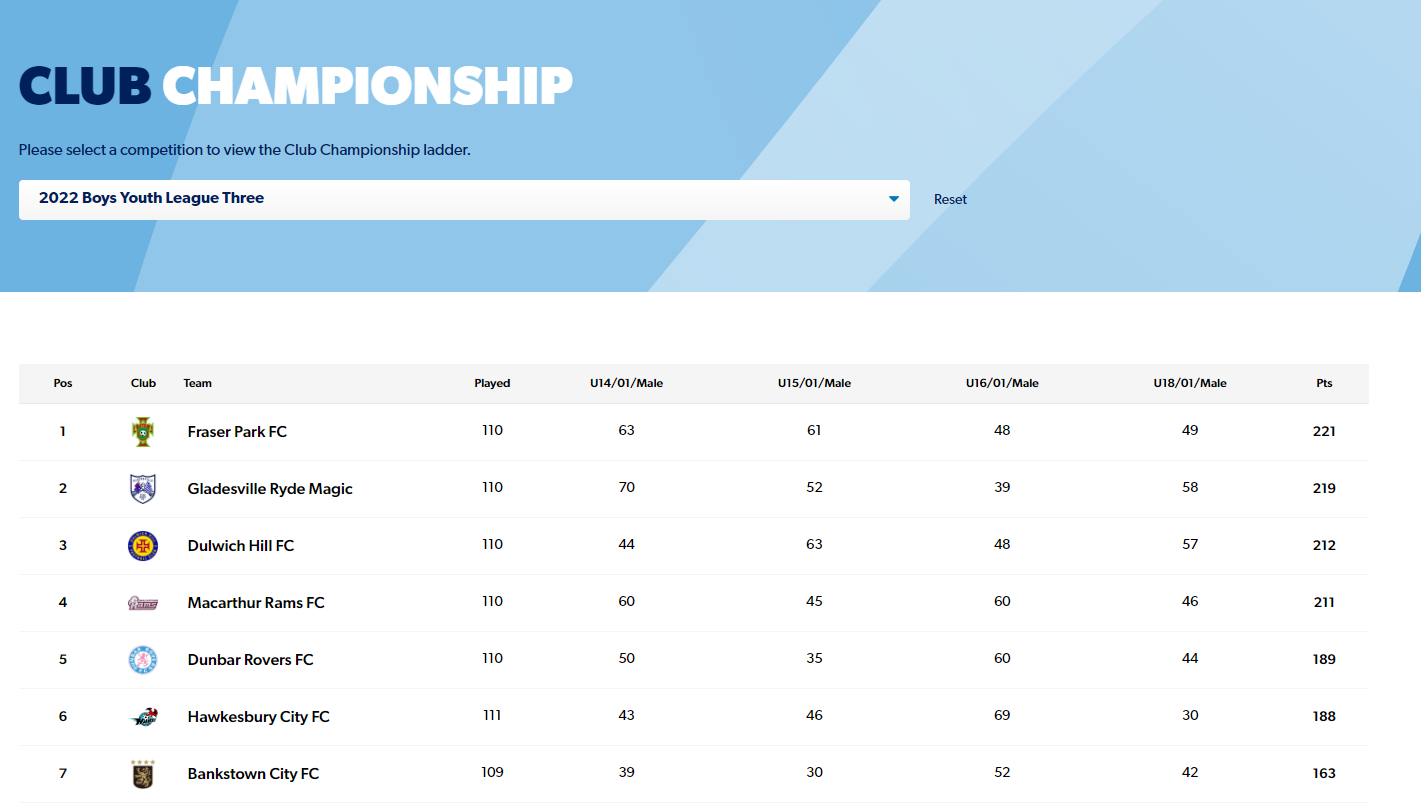 CLUB CHAMPIONSHIP
Please select a competition to view the Club Championship ladder.
2022 Boys Youth League Three Reset
Pos Club Team Played U14/01/Male U15/01/Male U16/01/Male U18/01/Male Pts
1 Fraser Park FC 110 63 61 48 49 221
2 Gladesville Ryde Magic 110 70 52 39 58 219
3 Dulwich Hill FC 110 44 63 48 57 212
4 Macarthur Rams FC 110 60 45 60 46 211
5 Dunbar Rovers FC 110 50 35 60 44 189
6 Hawkesbury City FC 111 43 46 69 30 188
7 Bankstown City FC 109 39 30 52 42 163